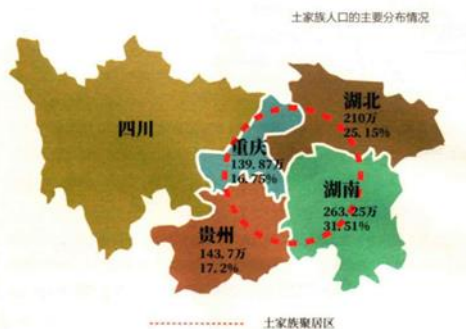 土家族人口的主要分布情况
四川
湖北
210万
25.15%
重庆
139.87万
16.75%
湖南
263.25万
31.51%
贵州
143.7万
17.2%
土家族聚居区